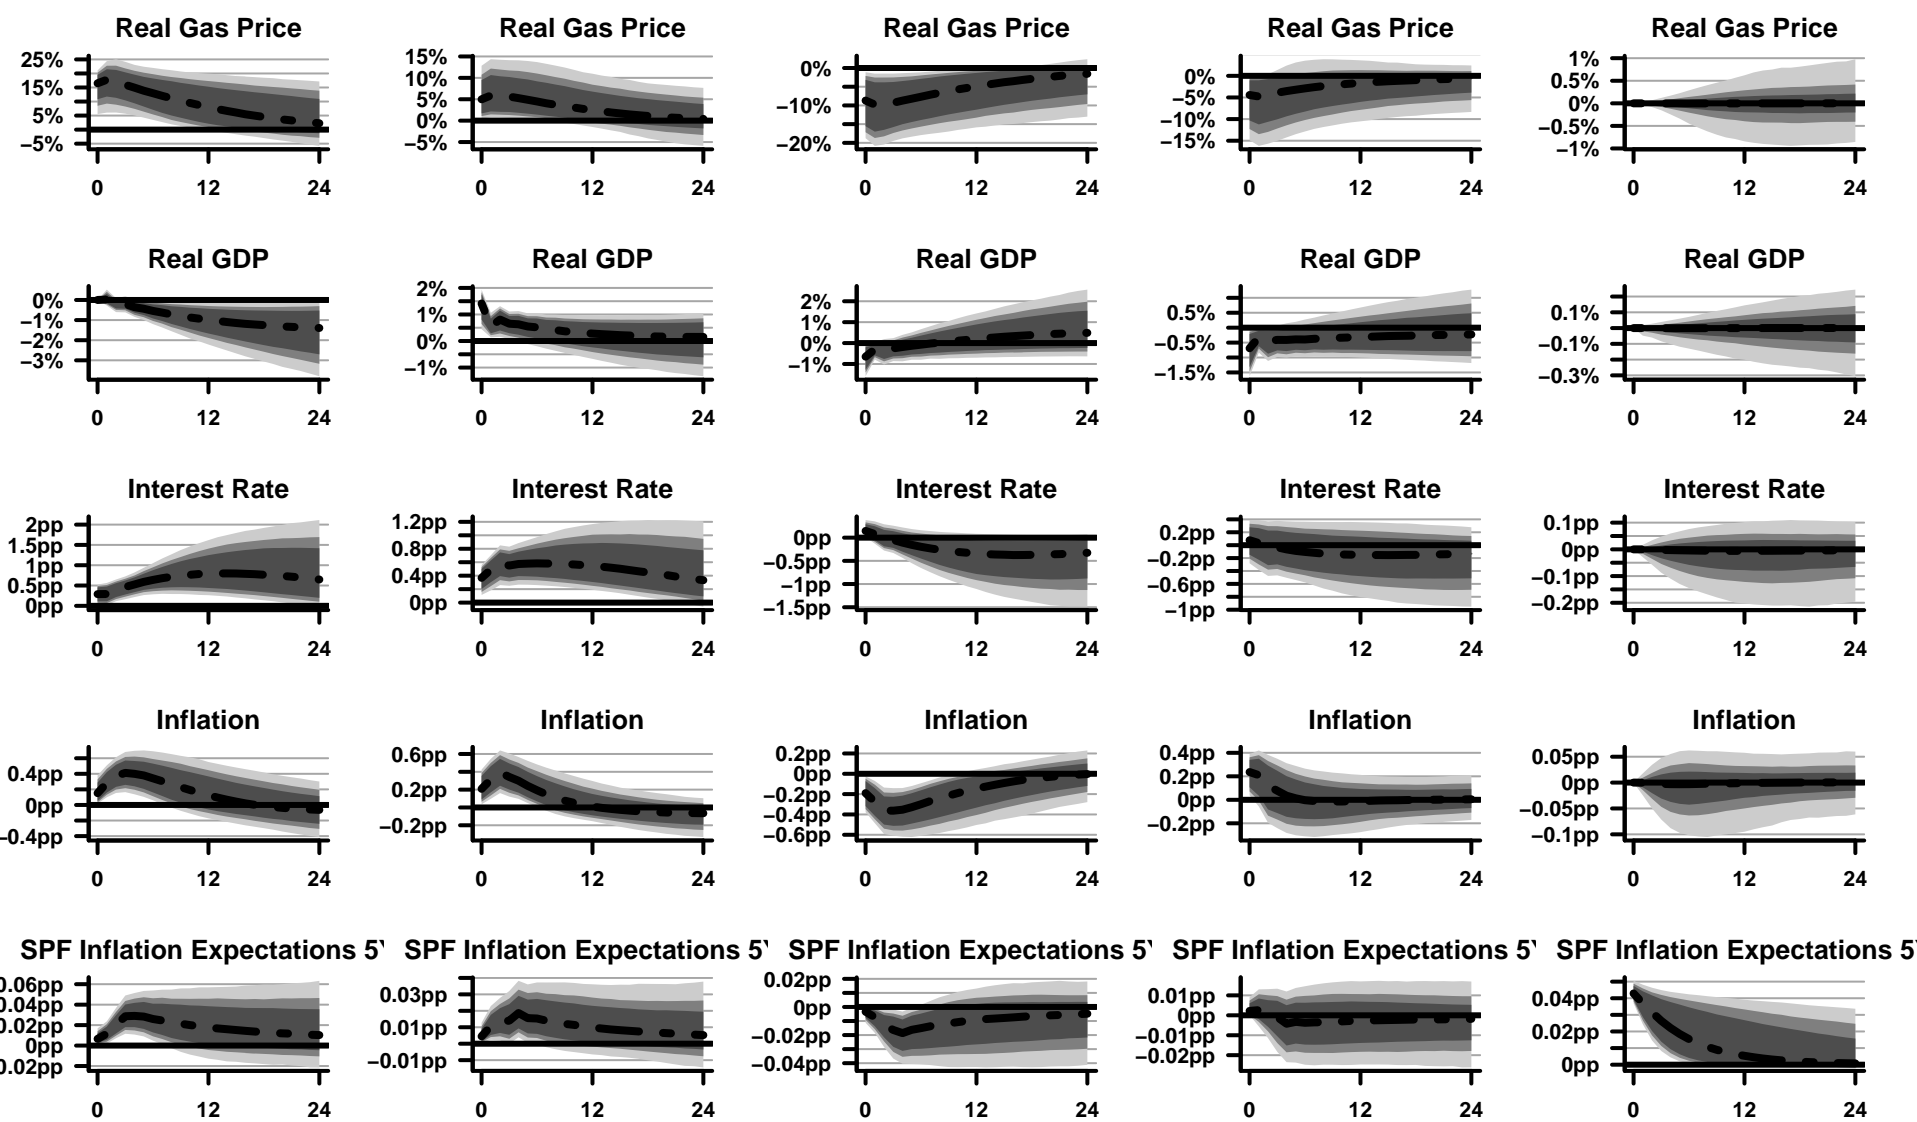 Real Gas Price Real Gas Price Real Gas Price Real Gas Price Real Gas Price
25% 15% 5% −5%
15% 10% 5% 0% −5%
0% −10% −20%
0% −5% −10% −15%
1% 0.5% 0% −0.5% −1%
0 12 24 0 12 24 0 12 24 0 12 24 0 12 24
Real GDP Real GDP Real GDP Real GDP Real GDP
0% −1% −2% −3%
2% 1% 0% −1%
2% 1% 0% −1%
0.5% −0.5% −1.5%
0.1% −0.1% −0.3%
0 12 24 0 12 24 0 12 24 0 12 24 0 12 24
Interest Rate Interest Rate Interest Rate Interest Rate Interest Rate
2pp 1.5pp 1pp 0.5pp 0pp
1.2pp 0.8pp 0.4pp 0pp
0pp −0.5pp −1pp −1.5pp
0.2pp −0.2pp −0.6pp −1pp
0.1pp 0pp −0.1pp −0.2pp
0 12 24 0 12 24 0 12 24 0 12 24 0 12 24
Inflation Inflation Inflation Inflation Inflation
0.4pp 0pp −0.4pp
0.6pp 0.2pp −0.2pp
0.2pp 0pp −0.2pp −0.4pp −0.6pp
0.4pp 0.2pp 0pp −0.2pp
0.05pp 0pp −0.05pp −0.1pp
0 12 24 0 12 24 0 12 24 0 12 24 0 12 24
SPF Inflation Expectations 5 SPF Inflation Expectations 5 SPF Inflation Expectations 5 SPF Inflation Expectations 5 SPF Inflation Expectations 5
0.06pp 0.04pp 0.02pp 0pp 0.02pp
0.03pp 0.01pp −0.01pp
0.02pp 0pp −0.02pp −0.04pp
0.01pp 0pp −0.01pp −0.02pp
0.04pp 0.02pp 0pp
0 12 24 0 12 24 0 12 24 0 12 24 0 12 24